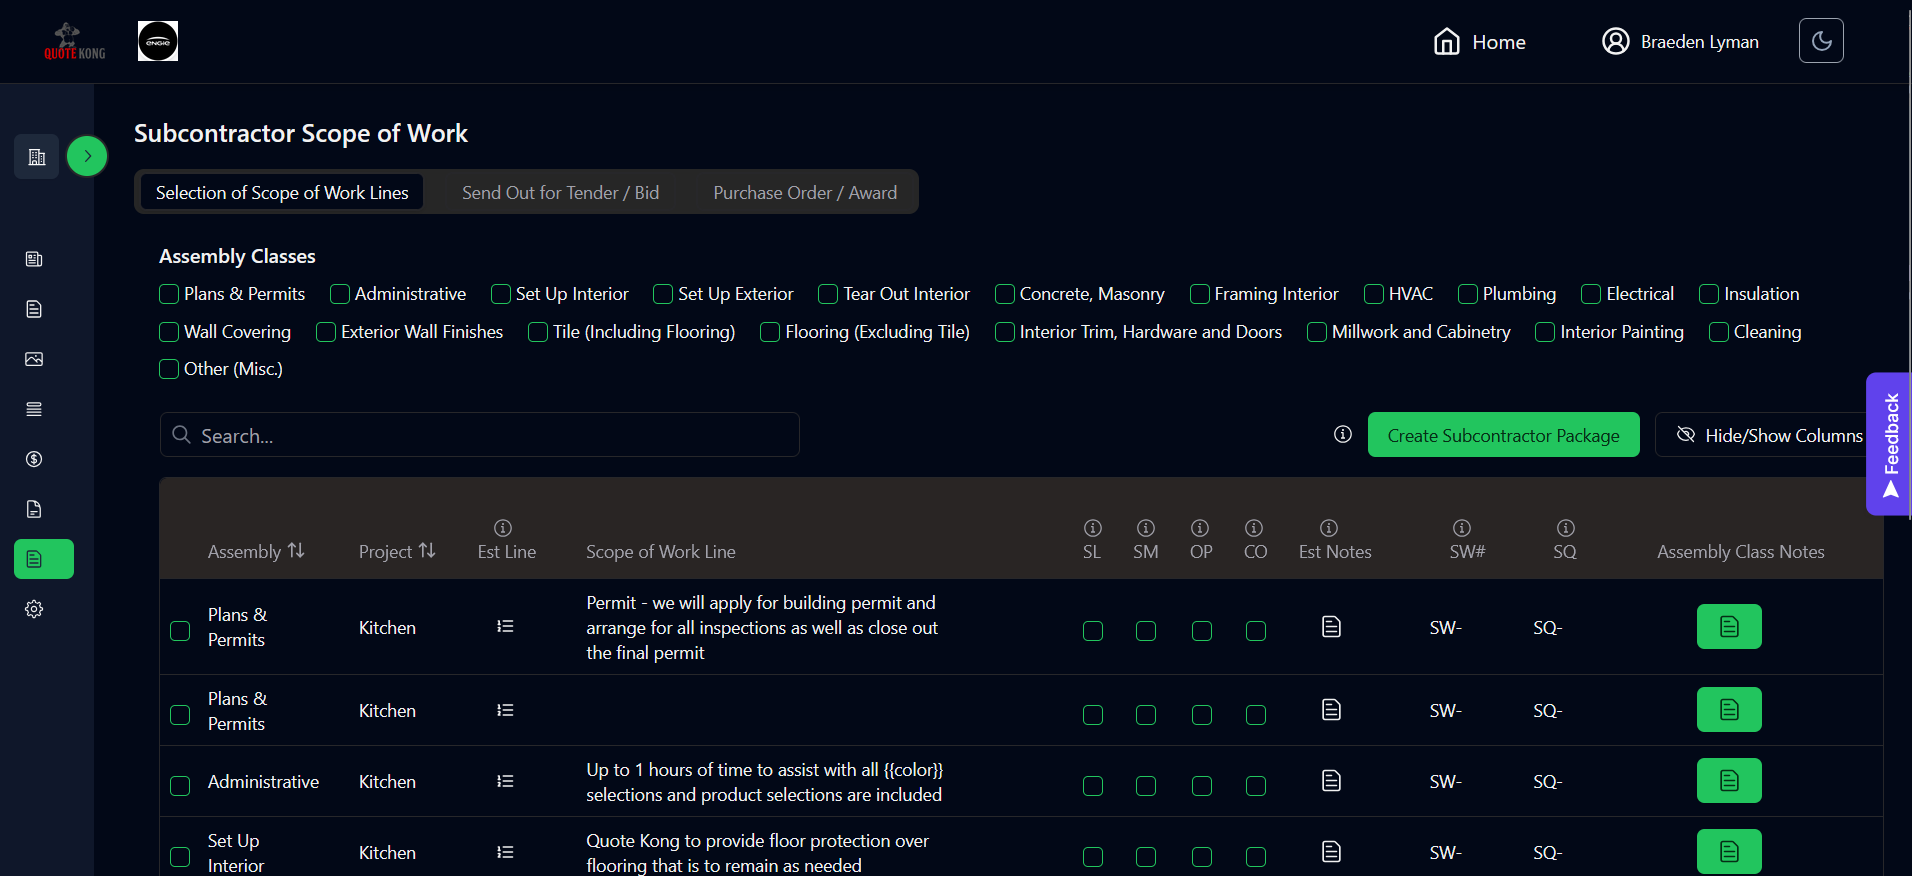 QUOTE KONG
ENGIE
Home
Braeden Lyman
Subcontractor Scope of Work
Selection of Scope of Work Lines
Send Out for Tender / Bid
Purchase Order / Award
Assembly Classes
Plans & Permits
Administrative
Set Up Interior
Set Up Exterior
Tear Out Interior
Concrete, Masonry
Framing Interior
HVAC
Plumbing
Electrical
Insulation
Wall Covering
Exterior Wall Finishes
Tile (Including Flooring)
Flooring (Excluding Tile)
Interior Trim, Hardware and Doors
Millwork and Cabinetry
Interior Painting
Cleaning
Other (Misc.)
Search...
Create Subcontractor Package
Hide/Show Columns
Feedback
Assembly
Project
Est Line
Scope of Work Line
SL
SM
OP
CO
Est Notes
SW#
SQ
Assembly Class Notes
Plans &
Permits
Kitchen
Permit - we will apply for building permit and
arrange for all inspections as well as close out
the final permit
SW-
SQ-
Plans &
Permits
Kitchen
SW-
SQ-
Administrative
Kitchen
Up to 1 hours of time to assist with all {{color}}
selections and product selections are included
SW-
SQ-
Set Up
Interior
Kitchen
Quote Kong to provide floor protection over
flooring that is to remain as needed
SW-
SQ-